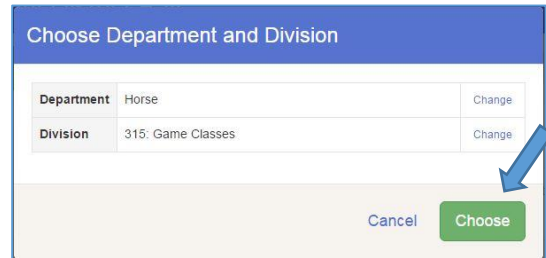 Choose Department and Division
Department Horse Change
Division 315: Game Classes Change
Cancel Choose